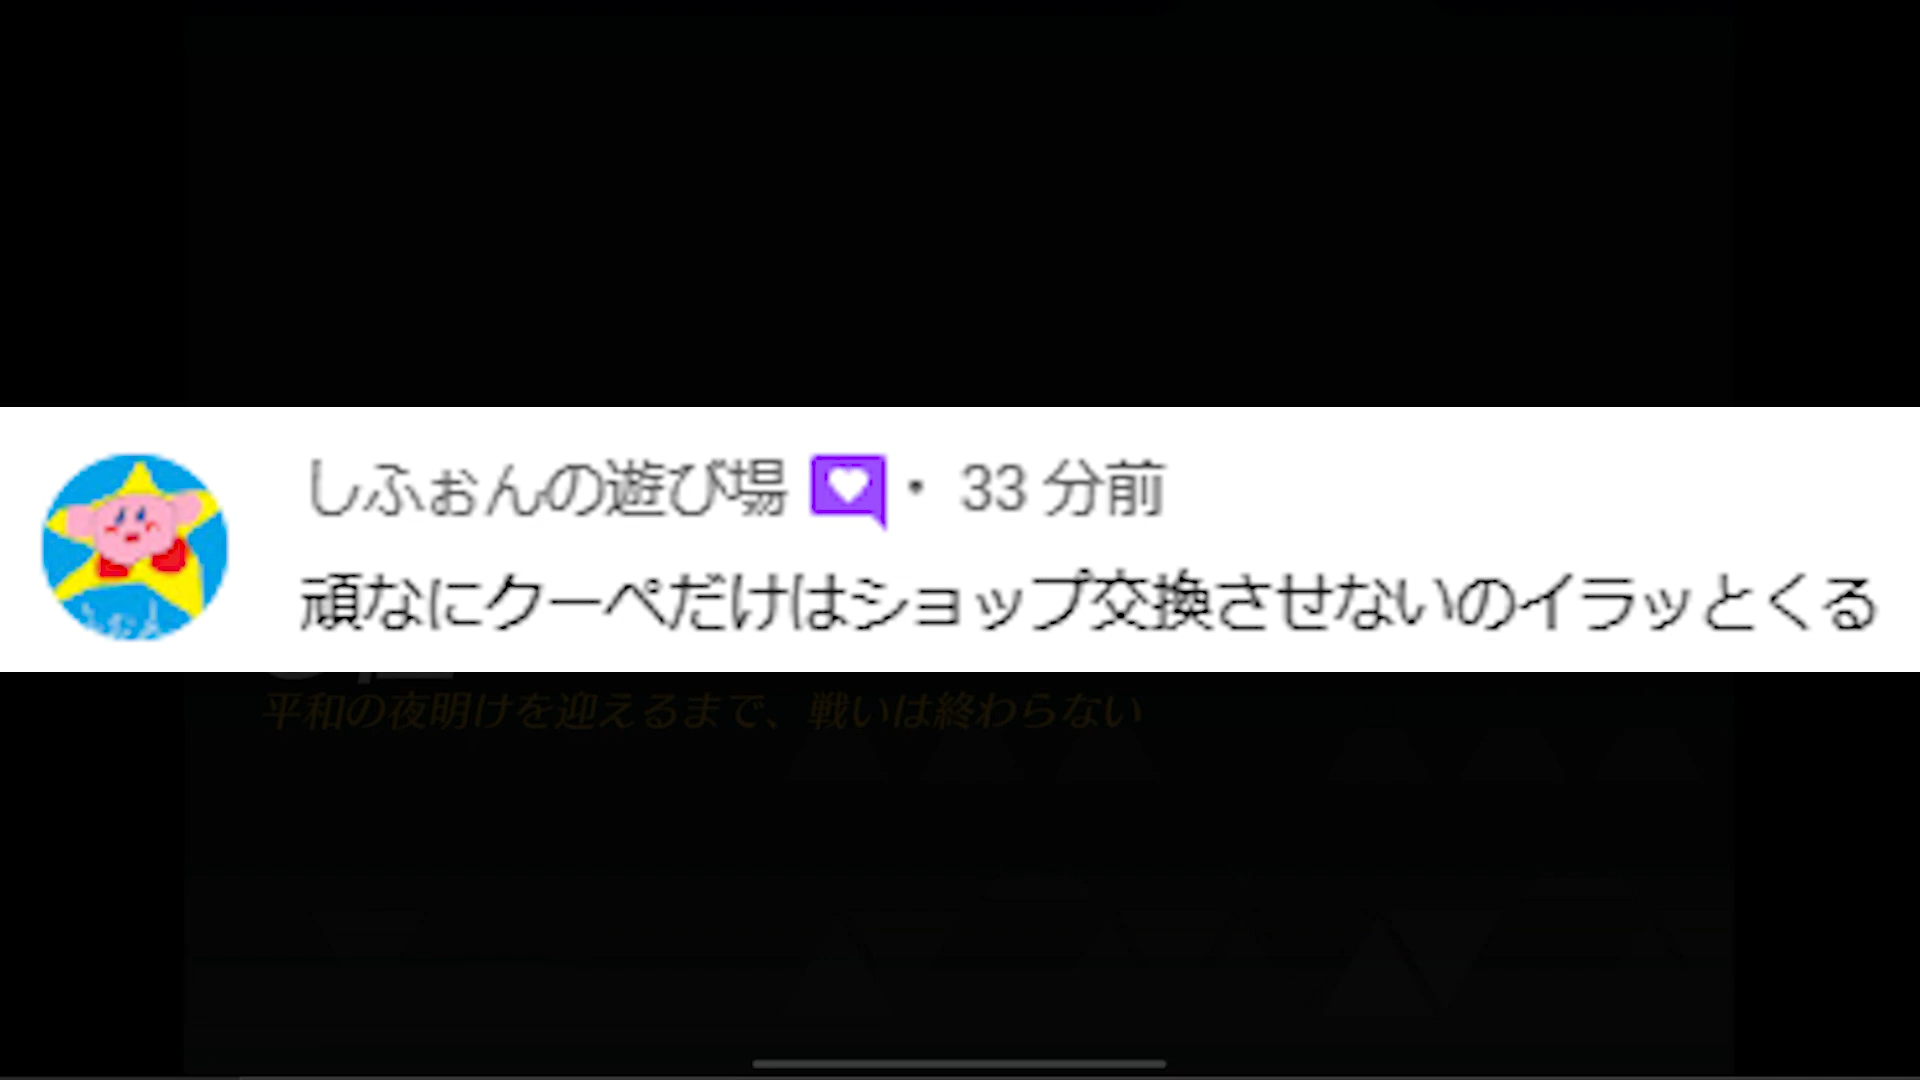 しふぉんの遊び場 ・ 33 分前
頑なにクーペだけはショップ交換させないのイラッとくる
平和の夜明けを迎えるまで、戦いは終わらない